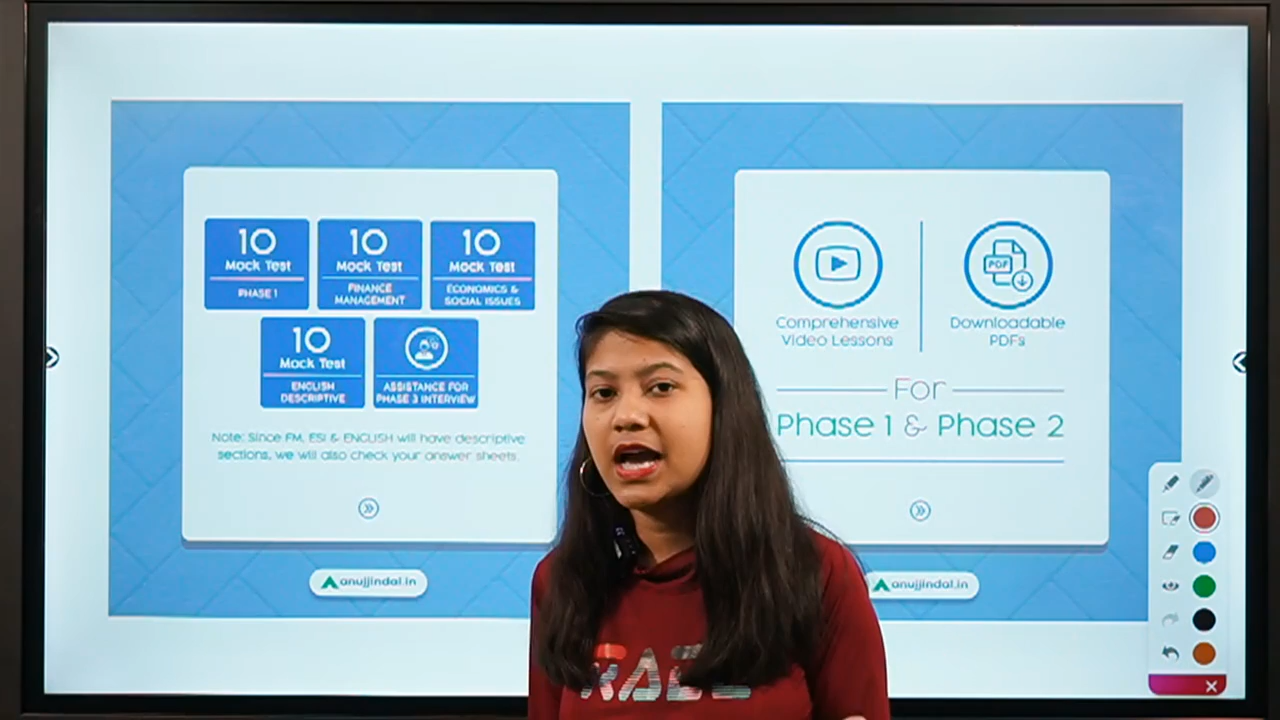 10
Mock Test
PHASE 1
10
Mock Test
FINANCE
MANAGEMENT
10
Mock Test
ECONOMICS &
SOCIAL ISSUES
10
Mock Test
ENGLISH
DESCRIPTIVE
ASSISTANCE FOR
PHASE 3 INTERVIEW
Note: Since FM, ESI & ENGLISH will have descriptive
sections, we will also check your answer sheets.
anujjindal.in
PDF
Comprehensive
Video Lessons
Downloadable
PDFs
For
Phase 1 & Phase 2
anujjindal.in